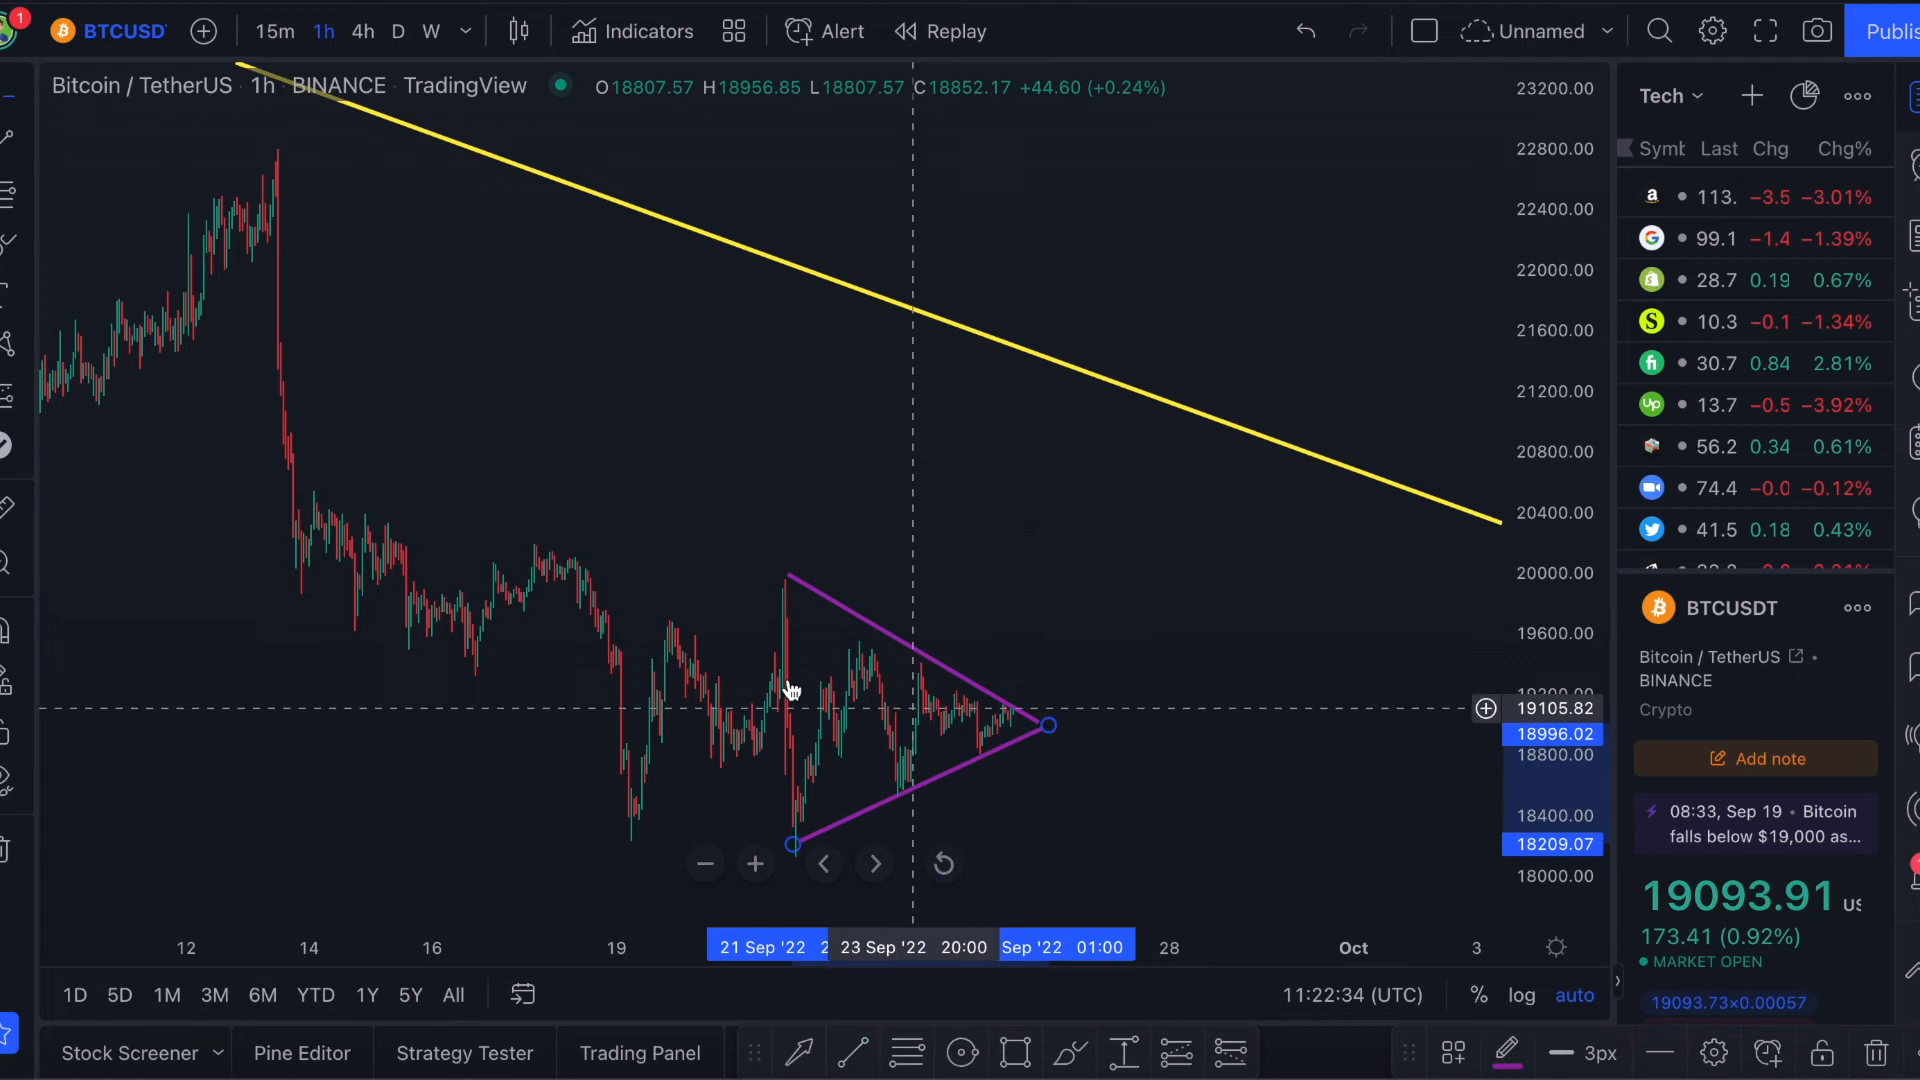 1
BTCUSD
15m 1h 4h D W
Indicators
Alert
Replay
Unnamed
Publis
Bitcoin / TetherUS · 1h · BINANCE · TradingView
O18807.57 H18956.85 L18807.57 C18852.17 +44.60 (+0.24%)
23200.00
22800.00
22400.00
22000.00
21600.00
21200.00
20800.00
20400.00
20000.00
19600.00
19200.00
19105.82
18996.02
18800.00
18400.00
18209.07
18000.00
12 14 16 19 21 Sep '22 2 23 Sep '22 20:00 Sep '22 01:00 28 Oct 3
1D 5D 1M 3M 6M YTD 1Y 5Y All
11:22:34 (UTC) % log auto
Stock Screener Pine Editor Strategy Tester Trading Panel
3px
Tech
Symb Last Chg Chg%
a 113. −3.5 −3.01%
G 99.1 −1.4 −1.39%
28.7 0.19 0.67%
S 10.3 −0.1 −1.34%
fi 30.7 0.84 2.81%
Up 13.7 −0.5 −3.92%
56.2 0.34 0.61%
74.4 −0.0 −0.12%
41.5 0.18 0.43%
BTCUSDT
Bitcoin / TetherUS •
BINANCE
Crypto
Add note
08:33, Sep 19 • Bitcoin
falls below $19,000 as...
19093.91 US
173.41 (0.92%)
MARKET OPEN
19093.73×0.00057